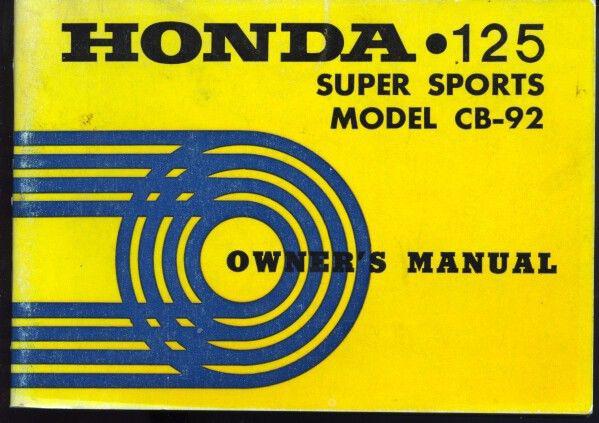 HONDA • 125
SUPER SPORTS
MODEL CB-92
OWNER'S MANUAL